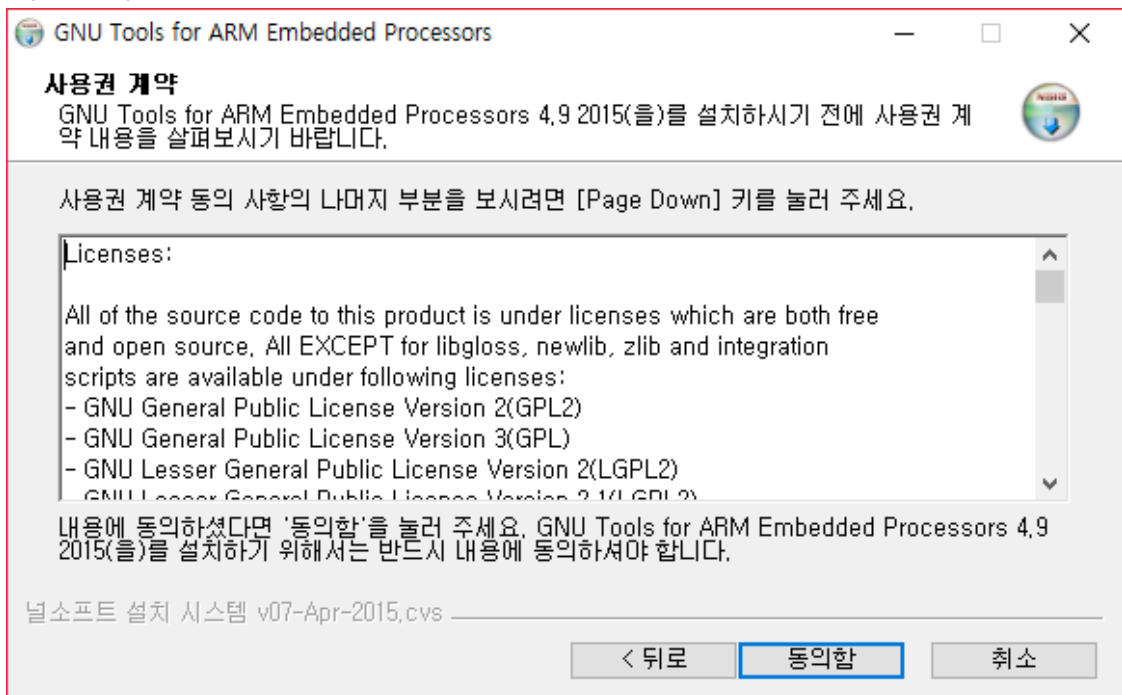 GNU Tools for ARM Embedded Processors
사용권 계약
GNU Tools for ARM Embedded Processors 4.9 2015(을)를 설치하시기 전에 사용권 계
약 내용을 살펴보시기 바랍니다.
사용권 계약 동의 사항의 나머지 부분을 보시려면 [Page Down] 키를 눌러 주세요.
Licenses:
All of the source code to this product is under licenses which are both free
and open source. All EXCEPT for libgloss, newlib, zlib and integration
scripts are available under following licenses:
- GNU General Public License Version 2(GPL2)
- GNU General Public License Version 3(GPL)
- GNU Lesser General Public License Version 2(LGPL2)
- GNU Lesser General Public License Version 2.1(LGPL2)
내용에 동의하셨다면 '동의함'을 눌러 주세요. GNU Tools for ARM Embedded Processors 4.9
2015(을)를 설치하기 위해서는 반드시 내용에 동의하셔야 합니다.
널소프트 설치 시스템 v07-Apr-2015.cvs
< 뒤로
동의함
취소